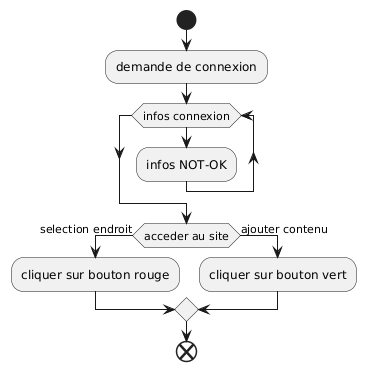 demande de connexion
infos connexion
infos NOT-OK
selection endroit
acceder au site
ajouter contenu
cliquer sur bouton rouge
cliquer sur bouton vert